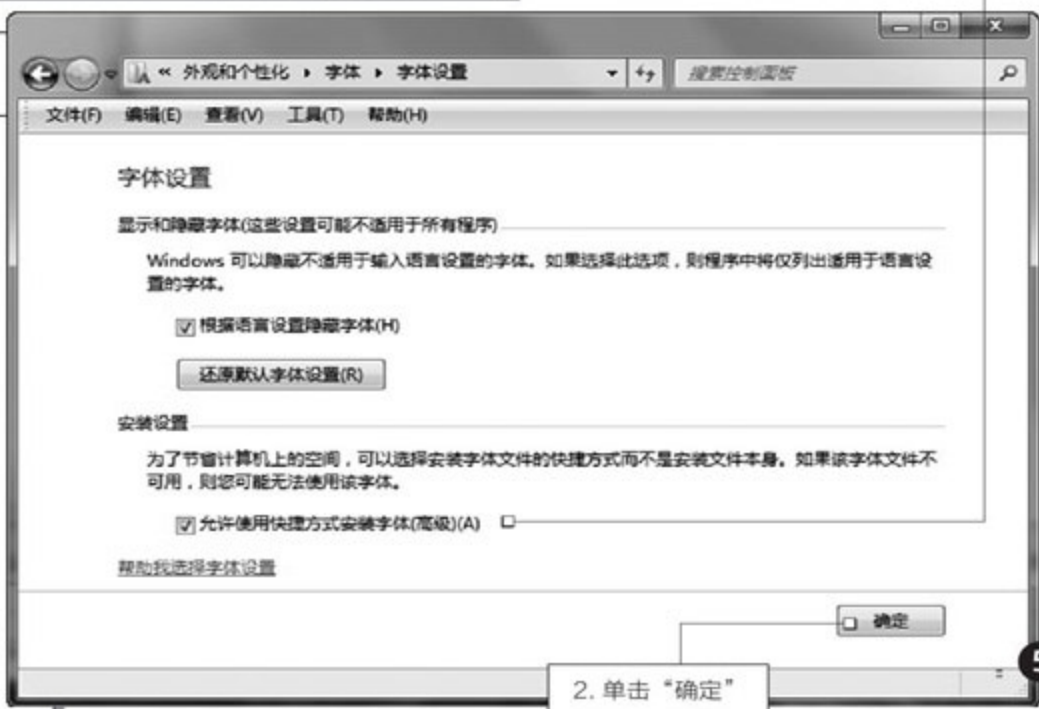 « 外观和个性化 ▸ 字体 ▸ 字体设置
搜索控制面板
文件(F) 编辑(E) 查看(V) 工具(T) 帮助(H)
字体设置
显示和隐藏字体(这些设置可能不适用于所有程序)
Windows 可以隐藏不适用于输入语言设置的字体。如果选择此选项，则程序中将仅列出适用于语言设
置的字体。
根据语言设置隐藏字体(H)
还原默认字体设置(R)
安装设置
为了节省计算机上的空间，可以选择安装字体文件的快捷方式而不是安装文件本身。如果该字体文件不
可用，则您可能无法使用该字体。
允许使用快捷方式安装字体(高级)(A)
帮助我选择字体设置
确定
2. 单击“确定”